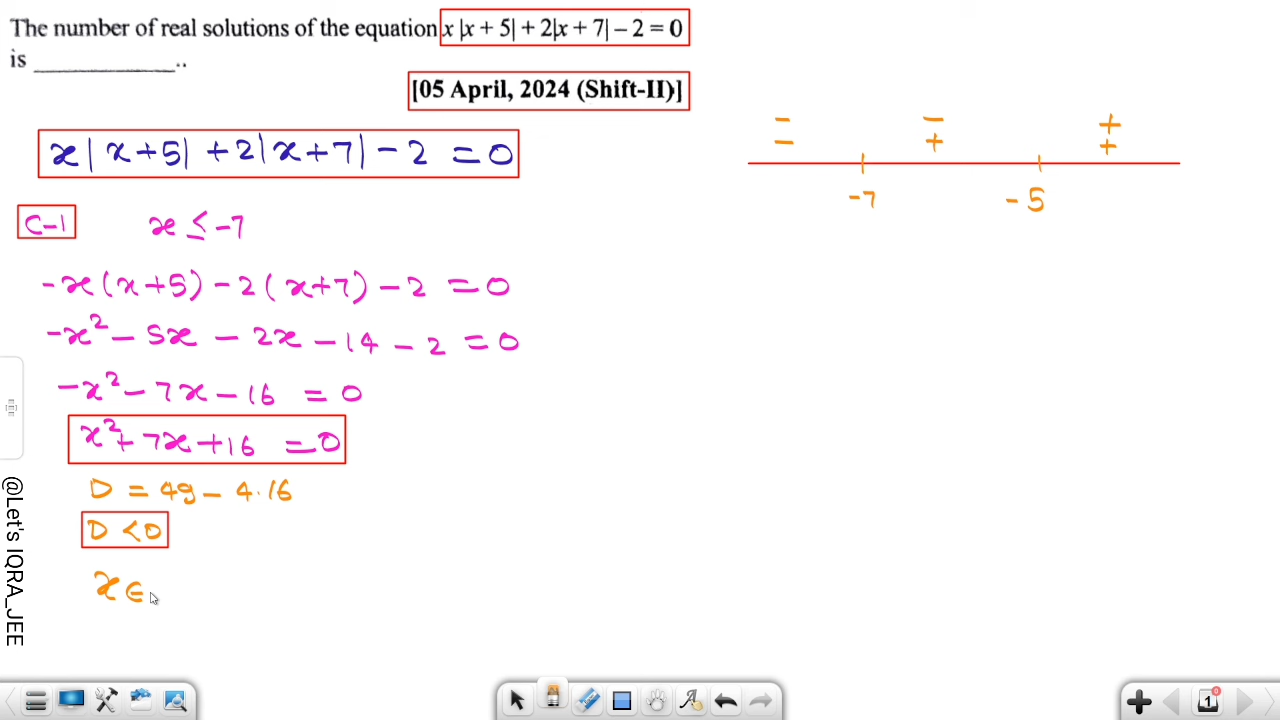 The number of real solutions of the equation x |x + 5| + 2|x + 7| – 2 = 0
is ____________..
[05 April, 2024 (Shift-II)]
x|x+5| +2|x+7| -2 =0
C-1 x ≤ -7
-x(x+5) -2(x+7) -2 =0
-x² - 5x - 2x -14 -2 =0
-x² -7x -16 =0
x²+7x+16 =0
D = 49 - 4·16
D <0
x ∈
- - +
- + +
-7 -5
@Let's IQRA_JEE
1
0